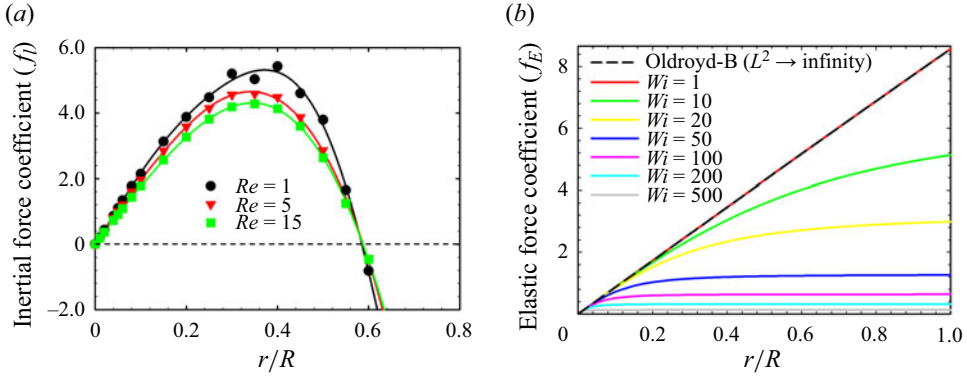 (a)
6.0
4.0
2.0
0
–2.0
Inertial force coefficient (fI)
Re = 1
Re = 5
Re = 15
0 0.2 0.4 0.6 0.8
r/R
(b)
8
6
4
2
Elastic force coefficient (fE)
Oldroyd-B (L² → infinity)
Wi = 1
Wi = 10
Wi = 20
Wi = 50
Wi = 100
Wi = 200
Wi = 500
0 0.2 0.4 0.6 0.8 1.0
r/R